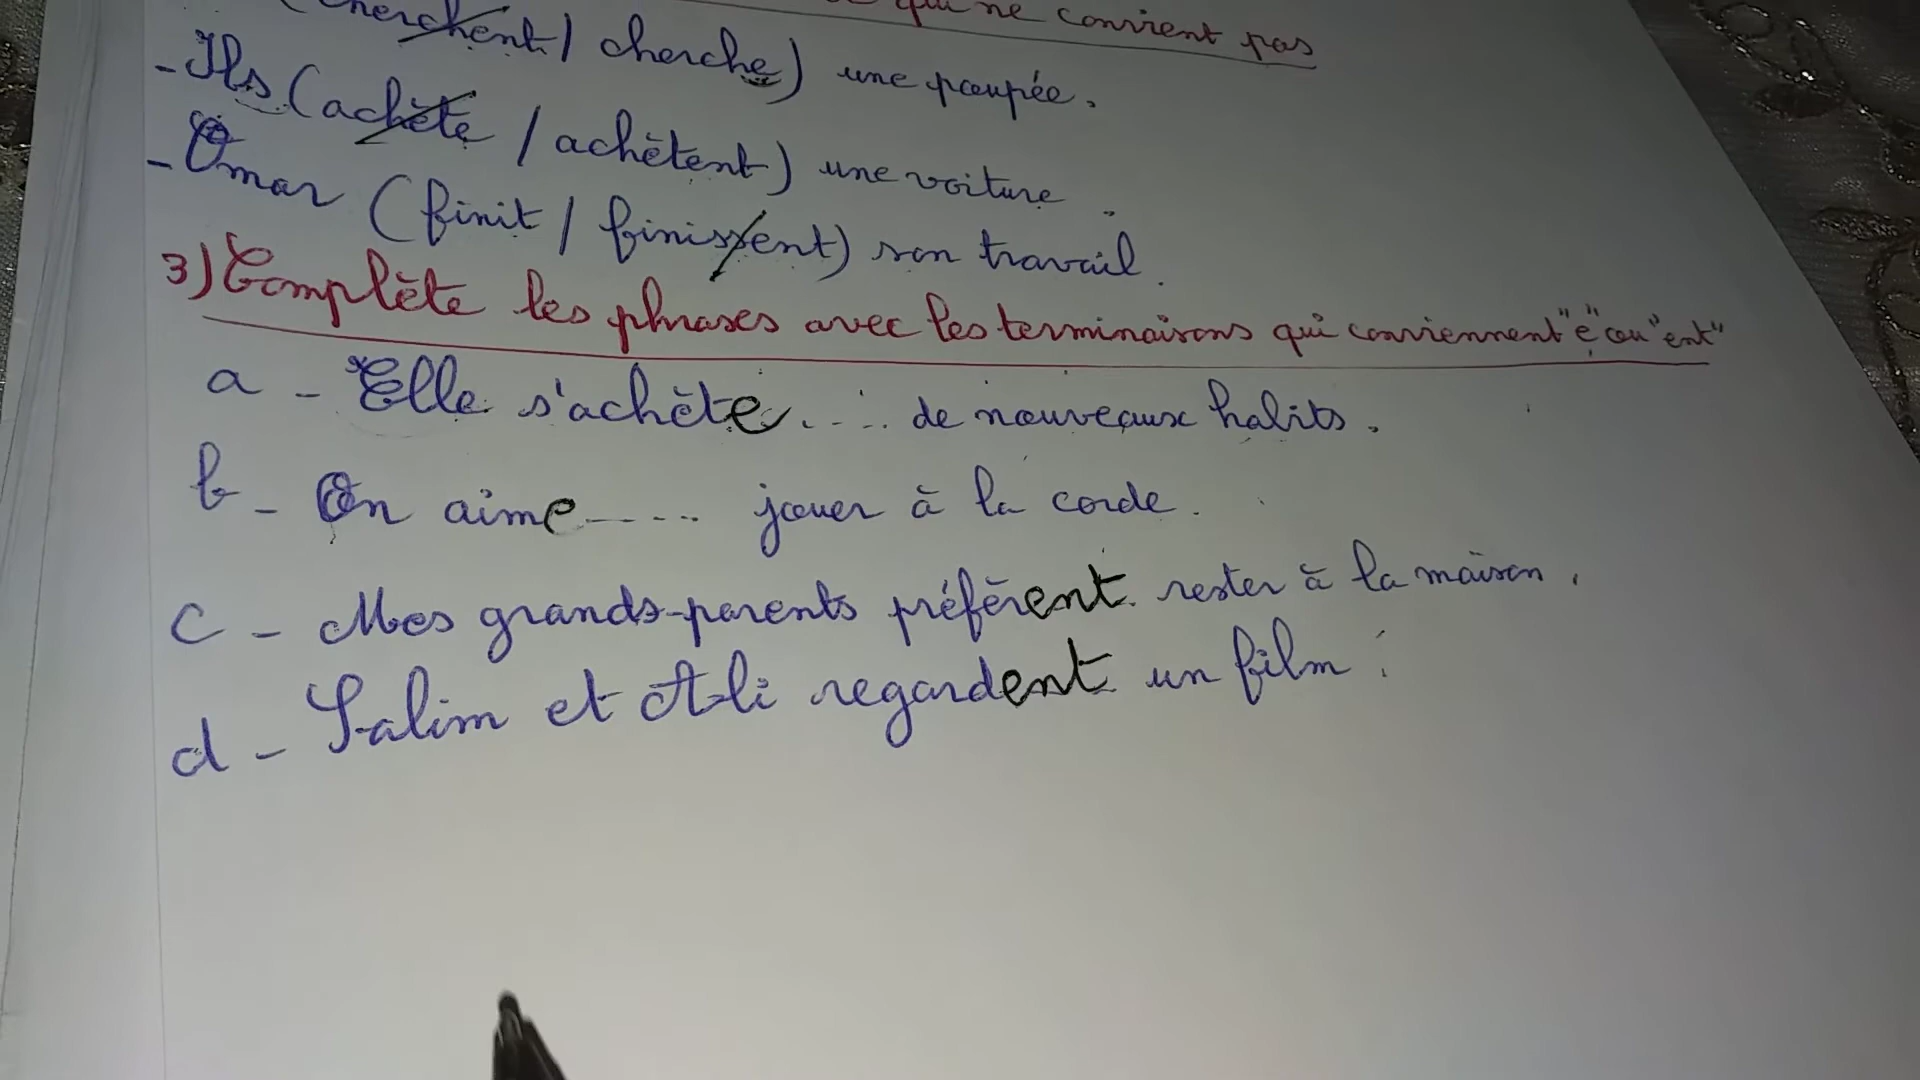 qui ne convient pas
(cherchent / cherche) une poupée.
- Ils (achète / achètent) une voiture.
- Omar (finit / finissent) son travail.
3) Complète les phrases avec les terminaisons qui conviennent "e" ou "ent"
a - Elle s'achète..... de nouveaux habits.
b - On aime..... jouer à la corde.
c - Mes grands-parents préfèrent rester à la maison.
d - Salim et Ali regardent un film.